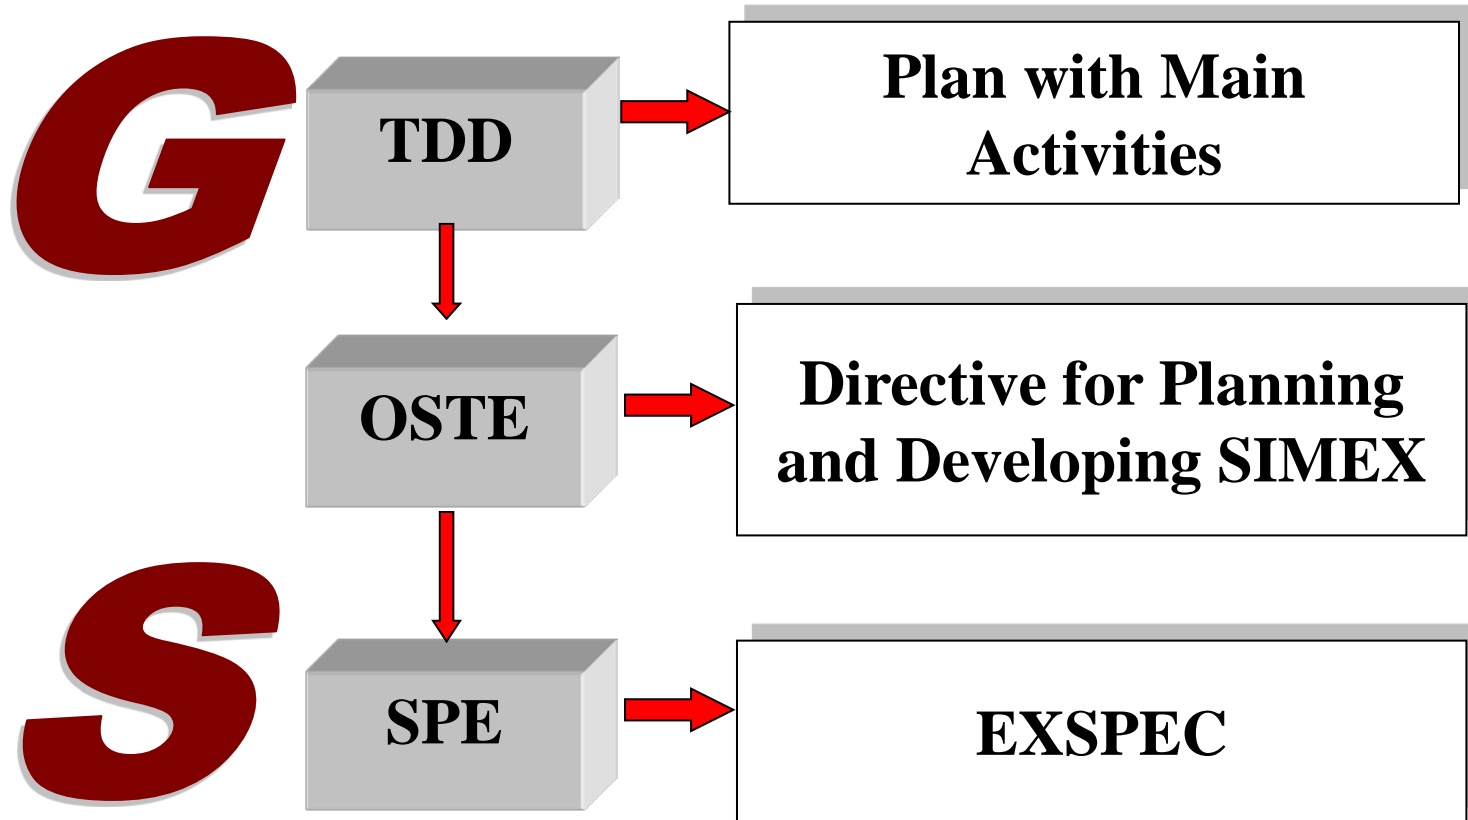 G
TDD
Plan with Main
Activities
OSTE
Directive for Planning
and Developing SIMEX
S
SPE
EXSPEC